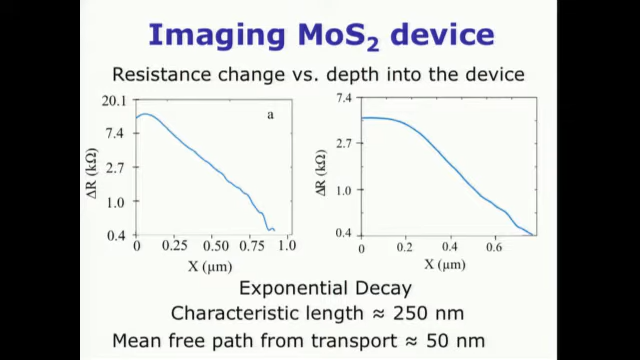 Imaging MoS₂ device
Resistance change vs. depth into the device
20.1
7.4
2.7
1.0
0.4
ΔR (kΩ)
a
0 0.25 0.50 0.75 1.0
X (μm)
7.4
2.7
1.0
0.4
ΔR (kΩ)
0 0.2 0.4 0.6
X (μm)
Exponential Decay
Characteristic length ≈ 250 nm
Mean free path from transport ≈ 50 nm